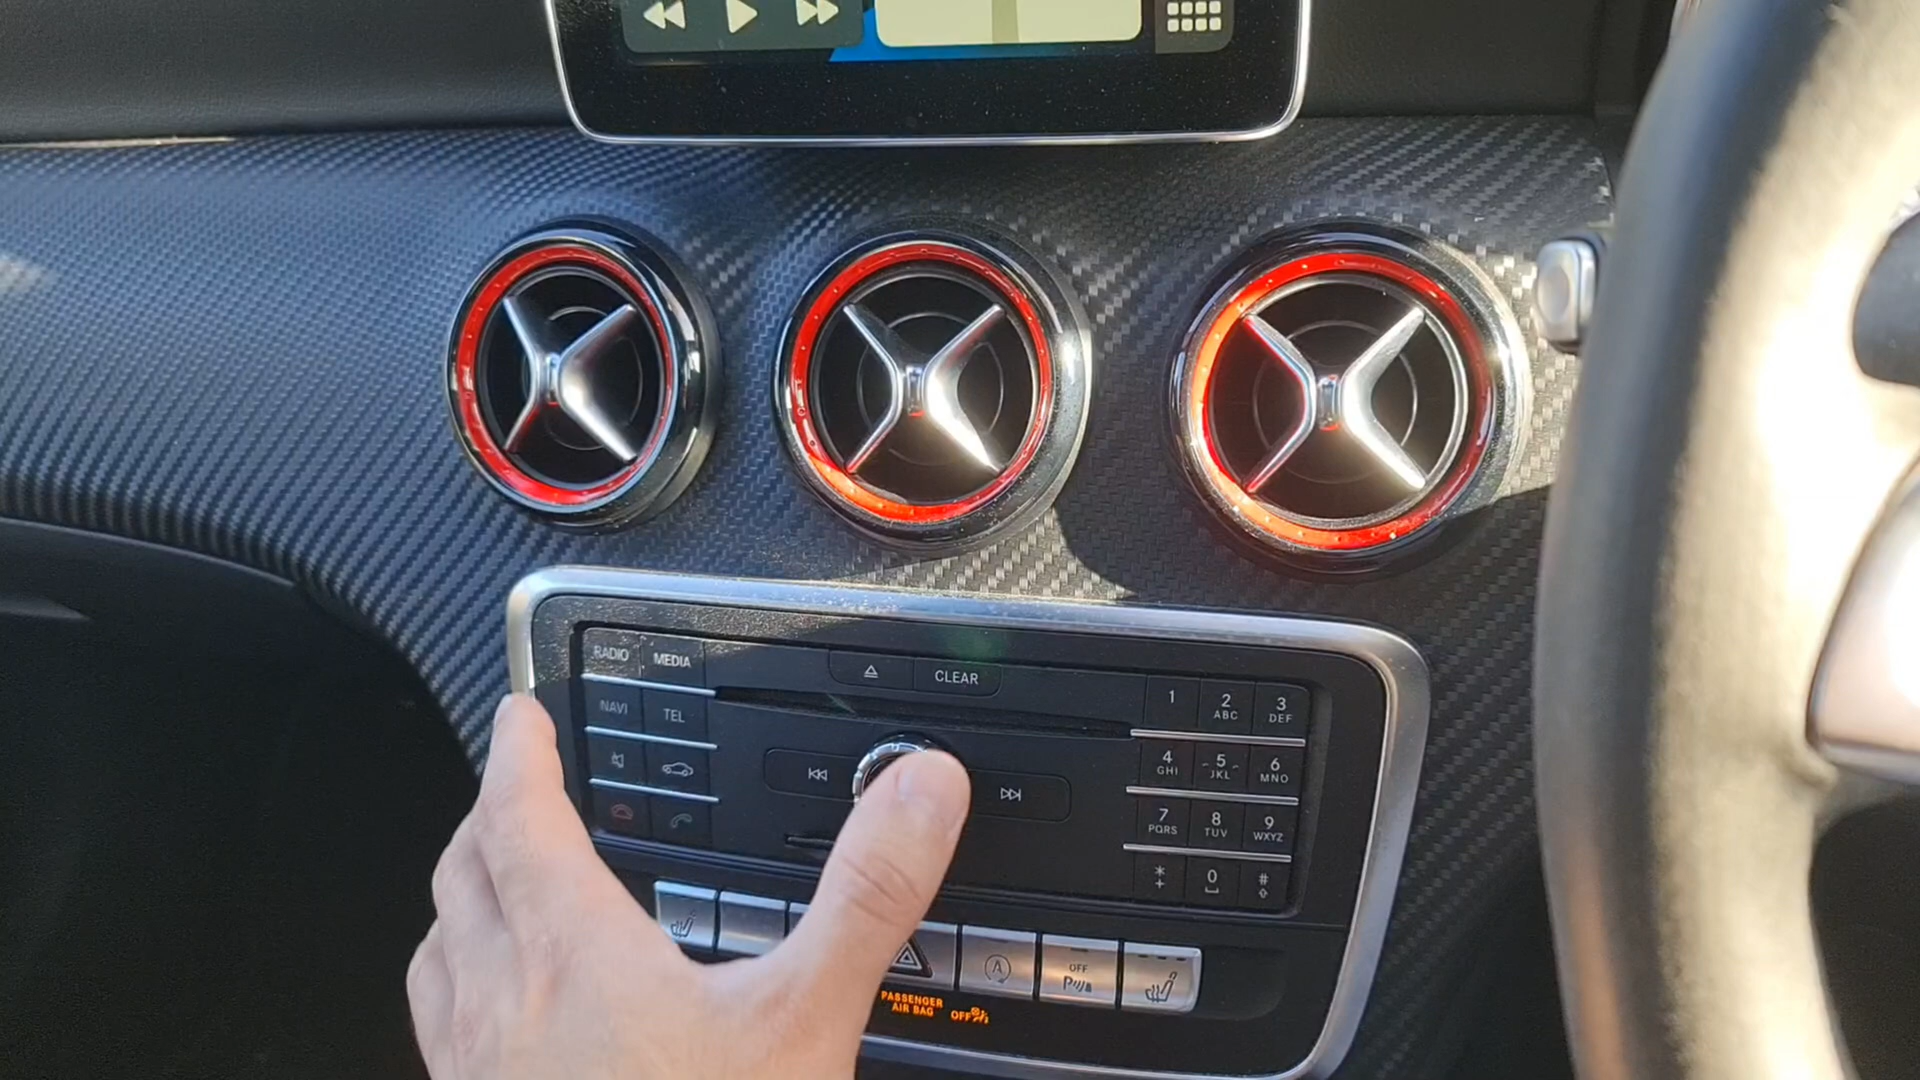 RADIO MEDIA
CLEAR
NAVI TEL
1 2 ABC 3 DEF
4 GHI 5 JKL 6 MNO
7 PQRS 8 TUV 9 WXYZ
* + 0 #
A
OFF
P
PASSENGER
AIR BAG OFF